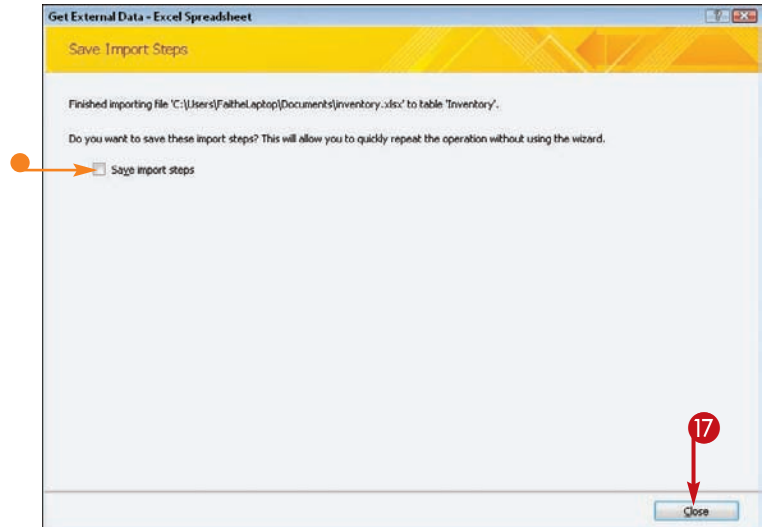 Get External Data - Excel Spreadsheet
Save Import Steps
Finished importing file 'C:\Users\FaitheLaptop\Documents\inventory.xlsx' to table 'Inventory'.
Do you want to save these import steps? This will allow you to quickly repeat the operation without using the wizard.
Save import steps
17
Close